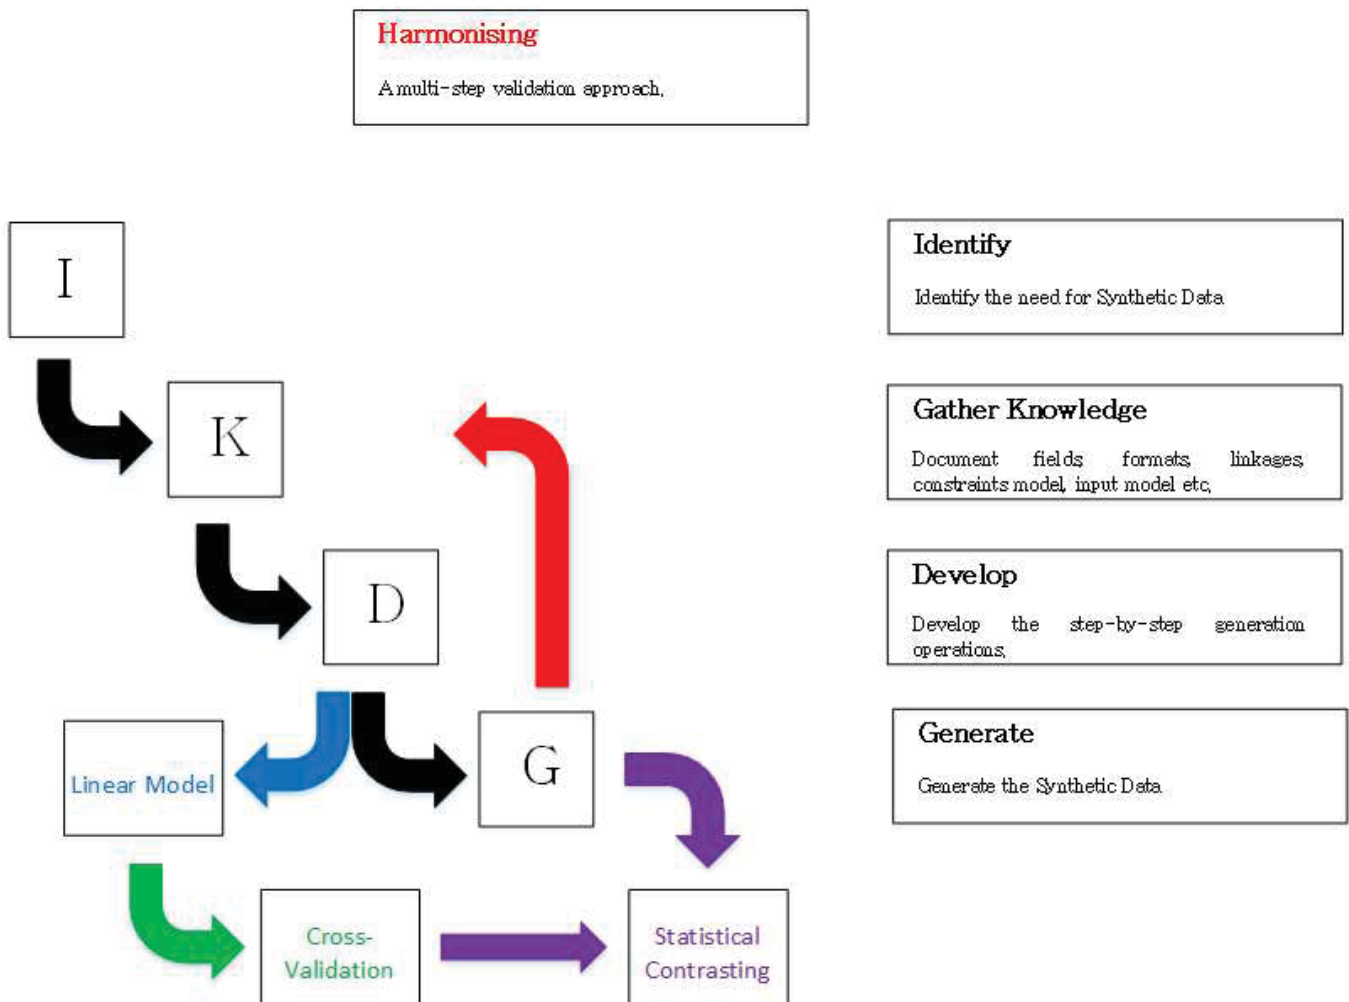 Harmonising
A multi-step validation approach.
I
Identify
Identify the need for Synthetic Data
K
Gather Knowledge
Document fields formats linkages
constraints model, input model etc.
D
Develop
Develop the step-by-step generation
operations.
Linear Model
G
Generate
Generate the Synthetic Data
Cross-
Validation
Statistical
Contrasting